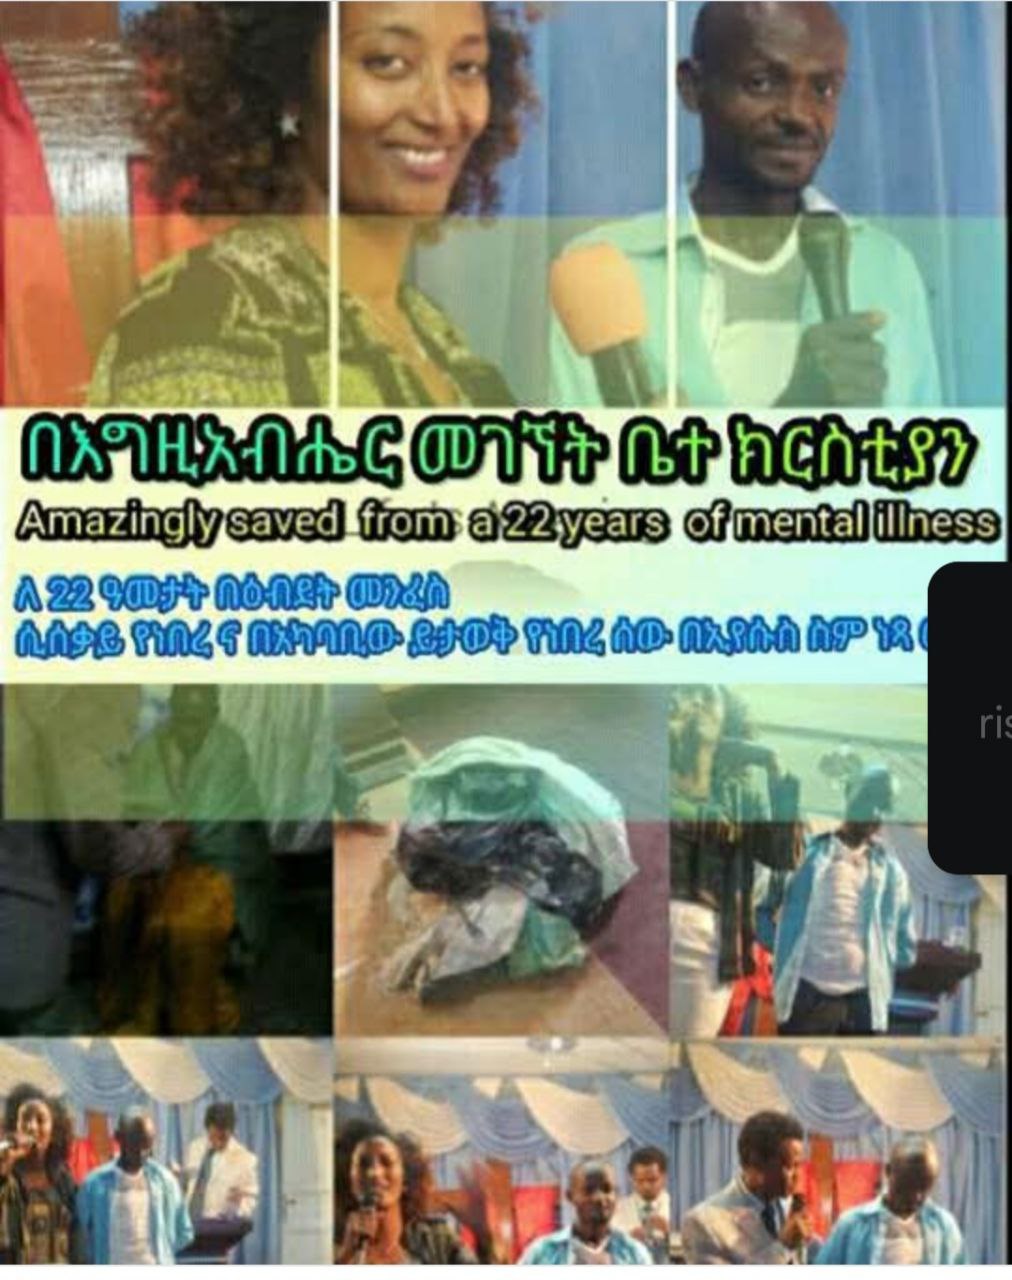 በእግዚአብሔር መገኘት ቤተ ክርስቲያን
Amazingly saved from a 22 years of mental illness
ለ 22 ዓመታት በዕብደት መንፈስ
ሲሰቃይ የነበረ ና በአካባቢው ይታወቅ የነበረ ሰው በኢየሱስ ስም ነጻ
ris